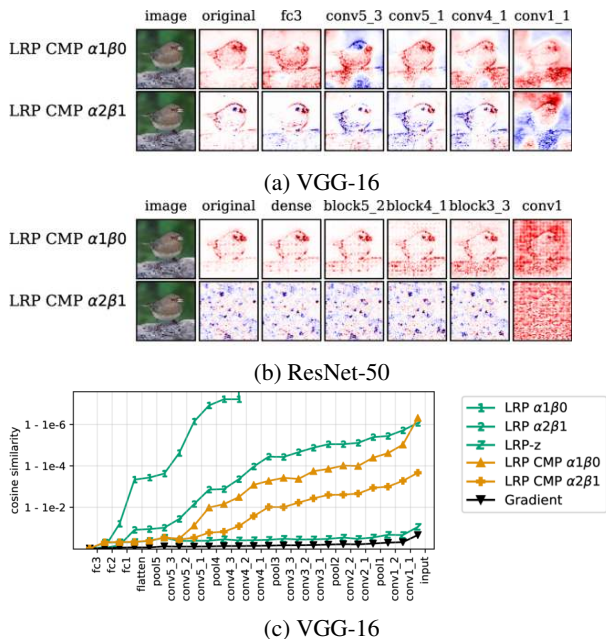 image original fc3 conv5_3 conv5_1 conv4_1 conv1_1
LRP CMP α1β0
LRP CMP α2β1
(a) VGG-16
image original dense block5_2 block4_1 block3_3 conv1
LRP CMP α1β0
LRP CMP α2β1
(b) ResNet-50
cosine similarity
1 - 1e-6
1 - 1e-4
1 - 1e-2
fc3
fc2
fc1
flatten
pool5
conv5_3
conv5_2
conv5_1
pool4
conv4_3
conv4_2
conv4_1
pool3
conv3_3
conv3_2
conv3_1
pool2
conv2_2
conv2_1
pool1
conv1_2
conv1_1
input
LRP α1β0
LRP α2β1
LRP-z
LRP CMP α1β0
LRP CMP α2β1
Gradient
(c) VGG-16